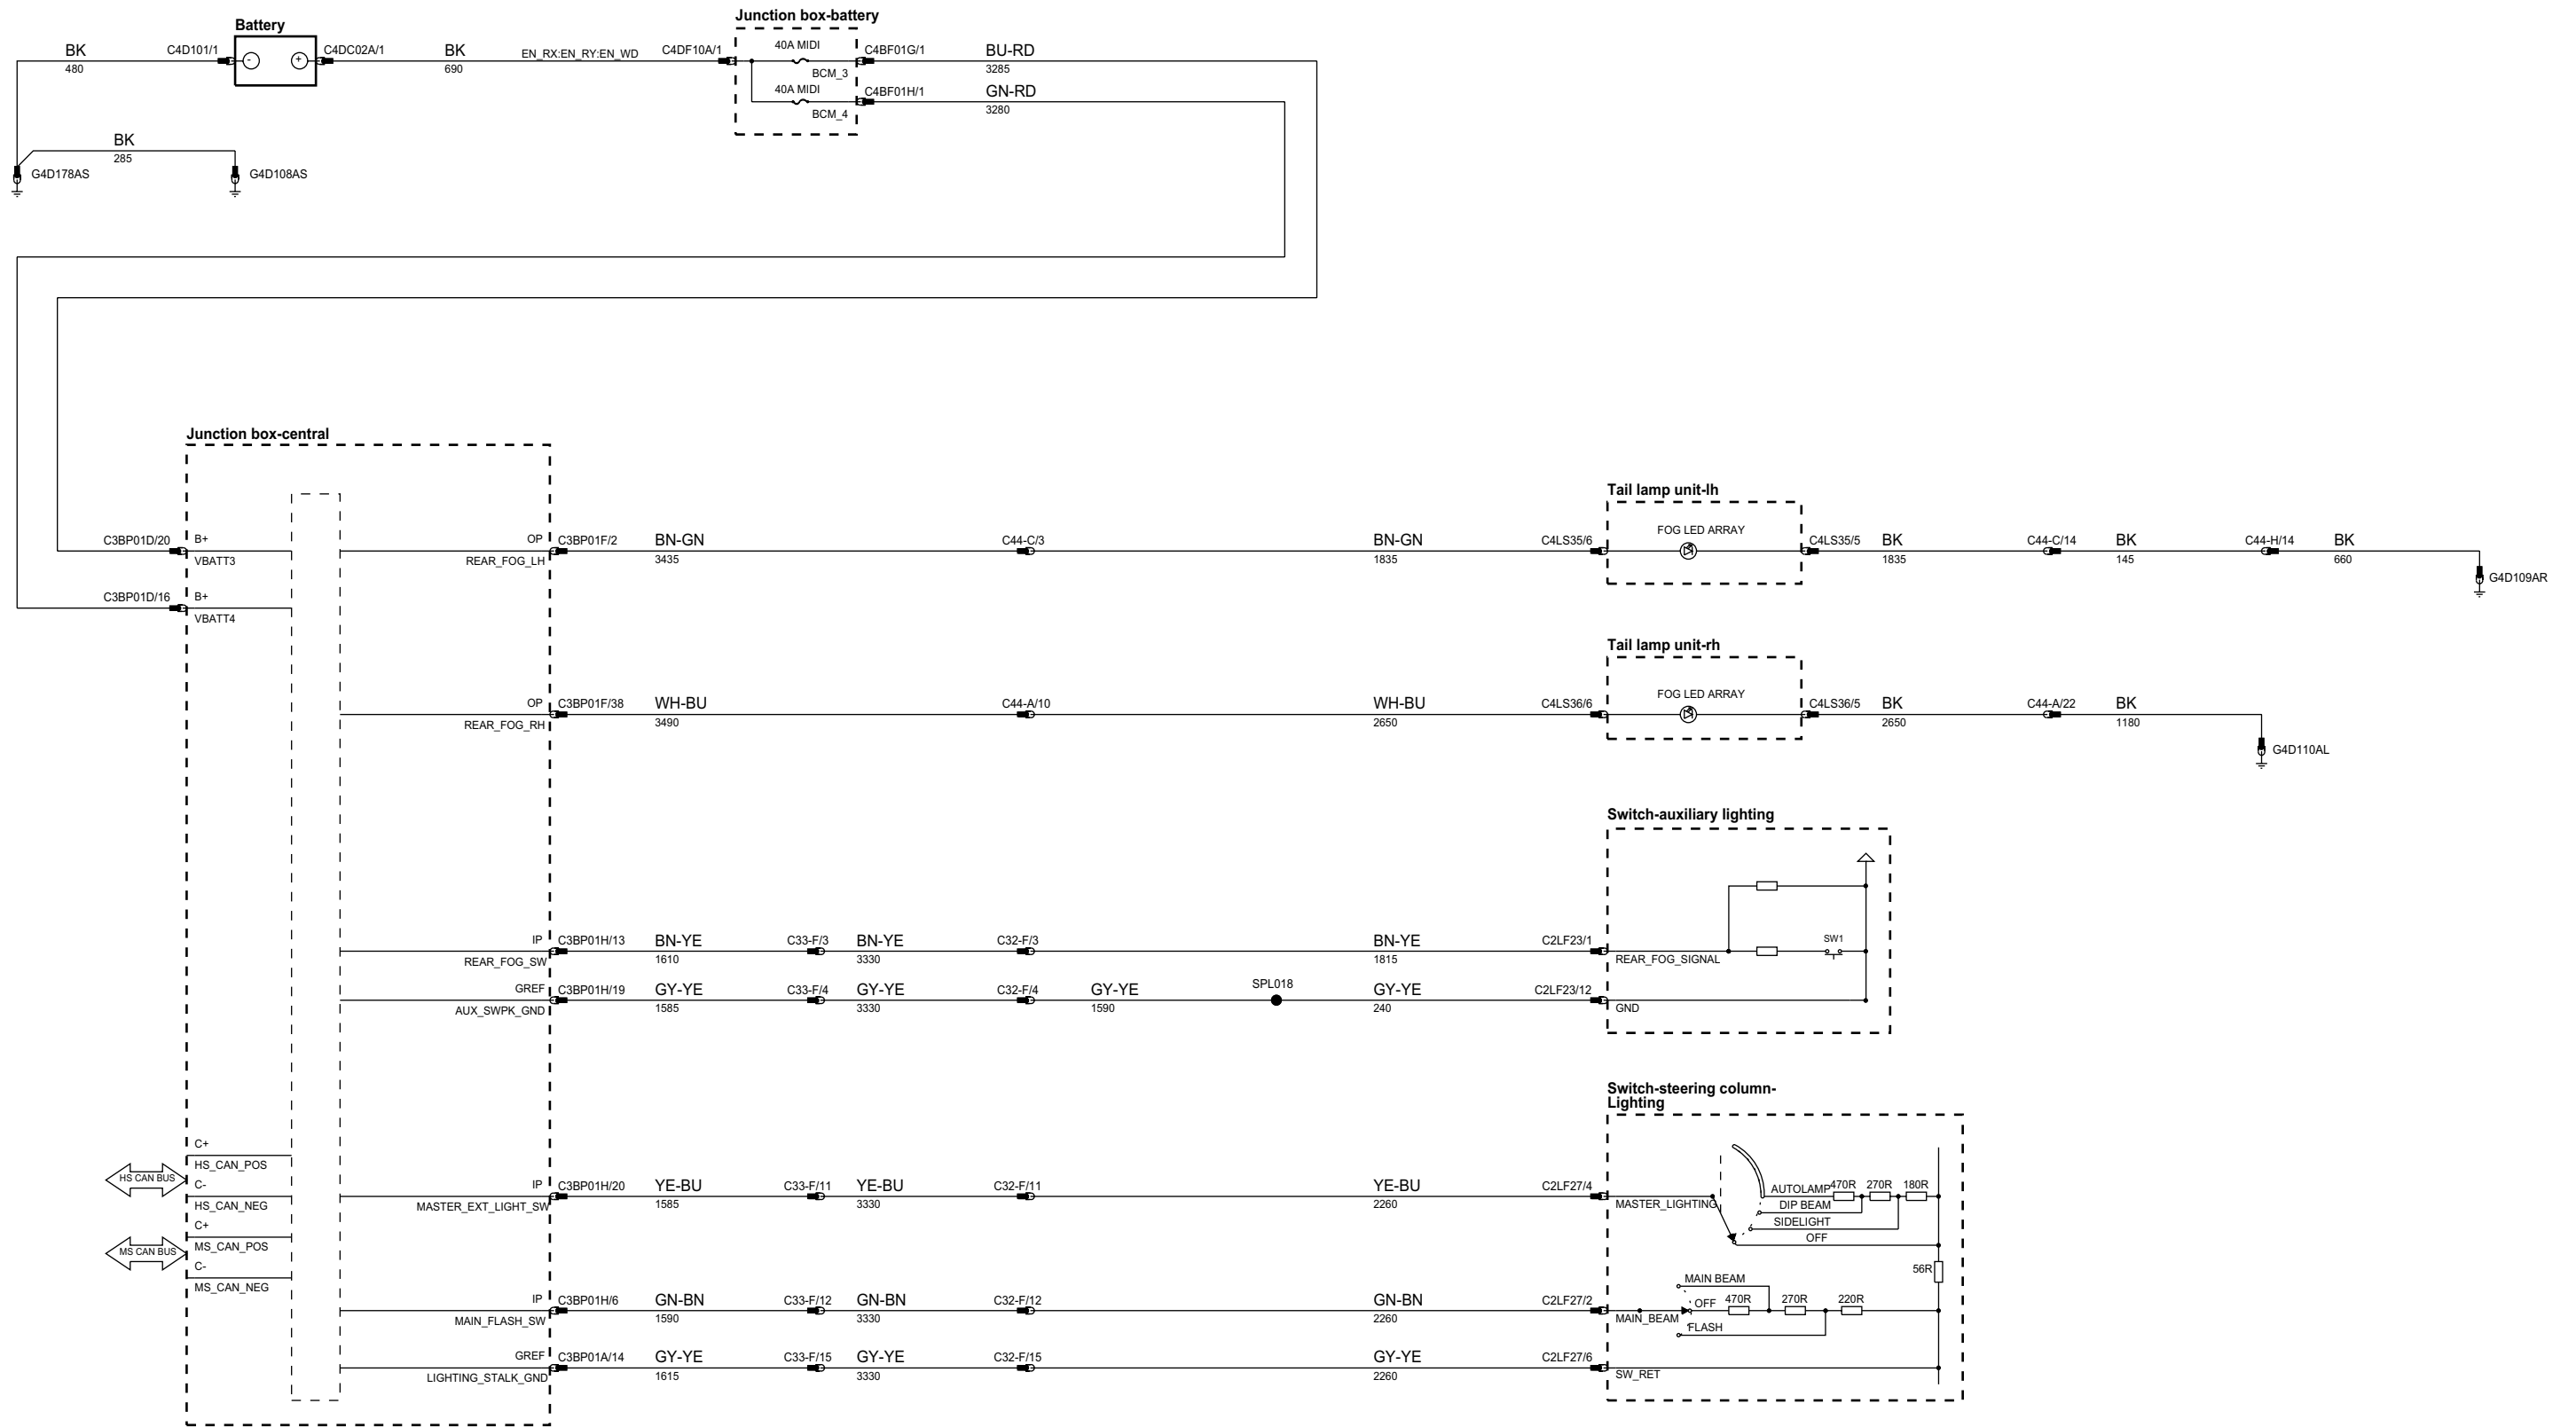 Battery
Junction box-battery
BK
480
C4D101/1
-
+
C4DC02A/1
BK
690
EN_RX:EN_RY:EN_WD
C4DF10A/1
40A MIDI
BCM_3
C4BF01G/1
BU-RD
3285
40A MIDI
BCM_4
C4BF01H/1
GN-RD
3280
BK
285
G4D178AS
G4D108AS
Junction box-central
Tail lamp unit-lh
C3BP01D/20
B+
VBATT3
OP
REAR_FOG_LH
C3BP01F/2
BN-GN
3435
C44-C/3
BN-GN
1835
C4LS35/6
FOG LED ARRAY
C4LS35/5
BK
1835
C44-C/14
BK
145
C44-H/14
BK
660
G4D109AR
C3BP01D/16
B+
VBATT4
Tail lamp unit-rh
OP
REAR_FOG_RH
C3BP01F/38
WH-BU
3490
C44-A/10
WH-BU
2650
C4LS36/6
FOG LED ARRAY
C4LS36/5
BK
2650
C44-A/22
BK
1180
G4D110AL
Switch-auxiliary lighting
IP
REAR_FOG_SW
C3BP01H/13
BN-YE
1610
C33-F/3
BN-YE
3330
C32-F/3
BN-YE
1815
C2LF23/1
REAR_FOG_SIGNAL
SW1
GREF
AUX_SWPK_GND
C3BP01H/19
GY-YE
1585
C33-F/4
GY-YE
3330
C32-F/4
GY-YE
1590
SPL018
GY-YE
240
C2LF23/12
GND
Switch-steering column-
Lighting
C+
HS_CAN_POS
HS CAN BUS
C-
HS_CAN_NEG
C+
MS_CAN_POS
MS CAN BUS
C-
MS_CAN_NEG
IP
MASTER_EXT_LIGHT_SW
C3BP01H/20
YE-BU
1585
C33-F/11
YE-BU
3330
C32-F/11
YE-BU
2260
C2LF27/4
MASTER_LIGHTING
AUTOLAMP
470R
270R
180R
DIP BEAM
SIDELIGHT
OFF
56R
IP
MAIN_FLASH_SW
C3BP01H/6
GN-BN
1590
C33-F/12
GN-BN
3330
C32-F/12
GN-BN
2260
C2LF27/2
MAIN_BEAM
MAIN BEAM
OFF
470R
270R
220R
FLASH
GREF
LIGHTING_STALK_GND
C3BP01A/14
GY-YE
1615
C33-F/15
GY-YE
3330
C32-F/15
GY-YE
2260
C2LF27/6
SW_RET